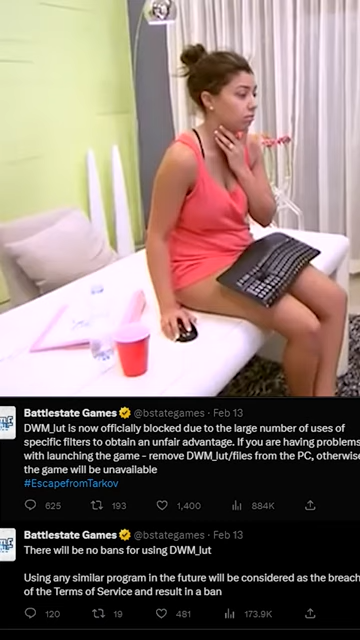 Battlestate Games @bstategames · Feb 13
DWM_lut is now officially blocked due to the large number of uses of
specific filters to obtain an unfair advantage. If you are having problems
with launching the game - remove DWM_lut/files from the PC, otherwise
the game will be unavailable
#EscapefromTarkov
625 193 1,400 884K
Battlestate Games @bstategames · Feb 13
There will be no bans for using DWM_lut
Using any similar program in the future will be considered as the breach
of the Terms of Service and result in a ban
120 19 481 173.9K